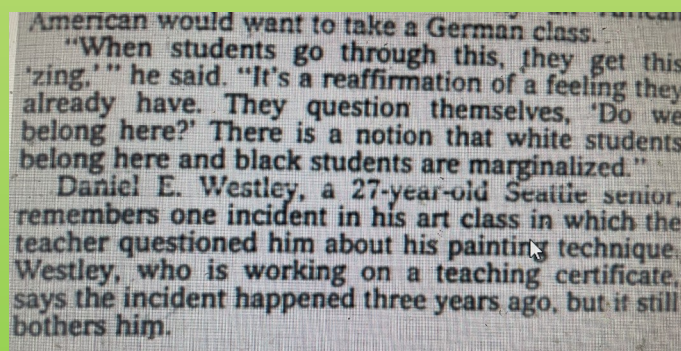 American would want to take a German class.
"When students go through this, they get this
'zing,'" he said. "It's a reaffirmation of a feeling they
already have. They question themselves, 'Do we
belong here?' There is a notion that white students
belong here and black students are marginalized."
Daniel E. Westley, a 27-year-old Seattle senior,
remembers one incident in his art class in which the
teacher questioned him about his painting technique.
Westley, who is working on a teaching certificate,
says the incident happened three years ago, but it still
bothers him.